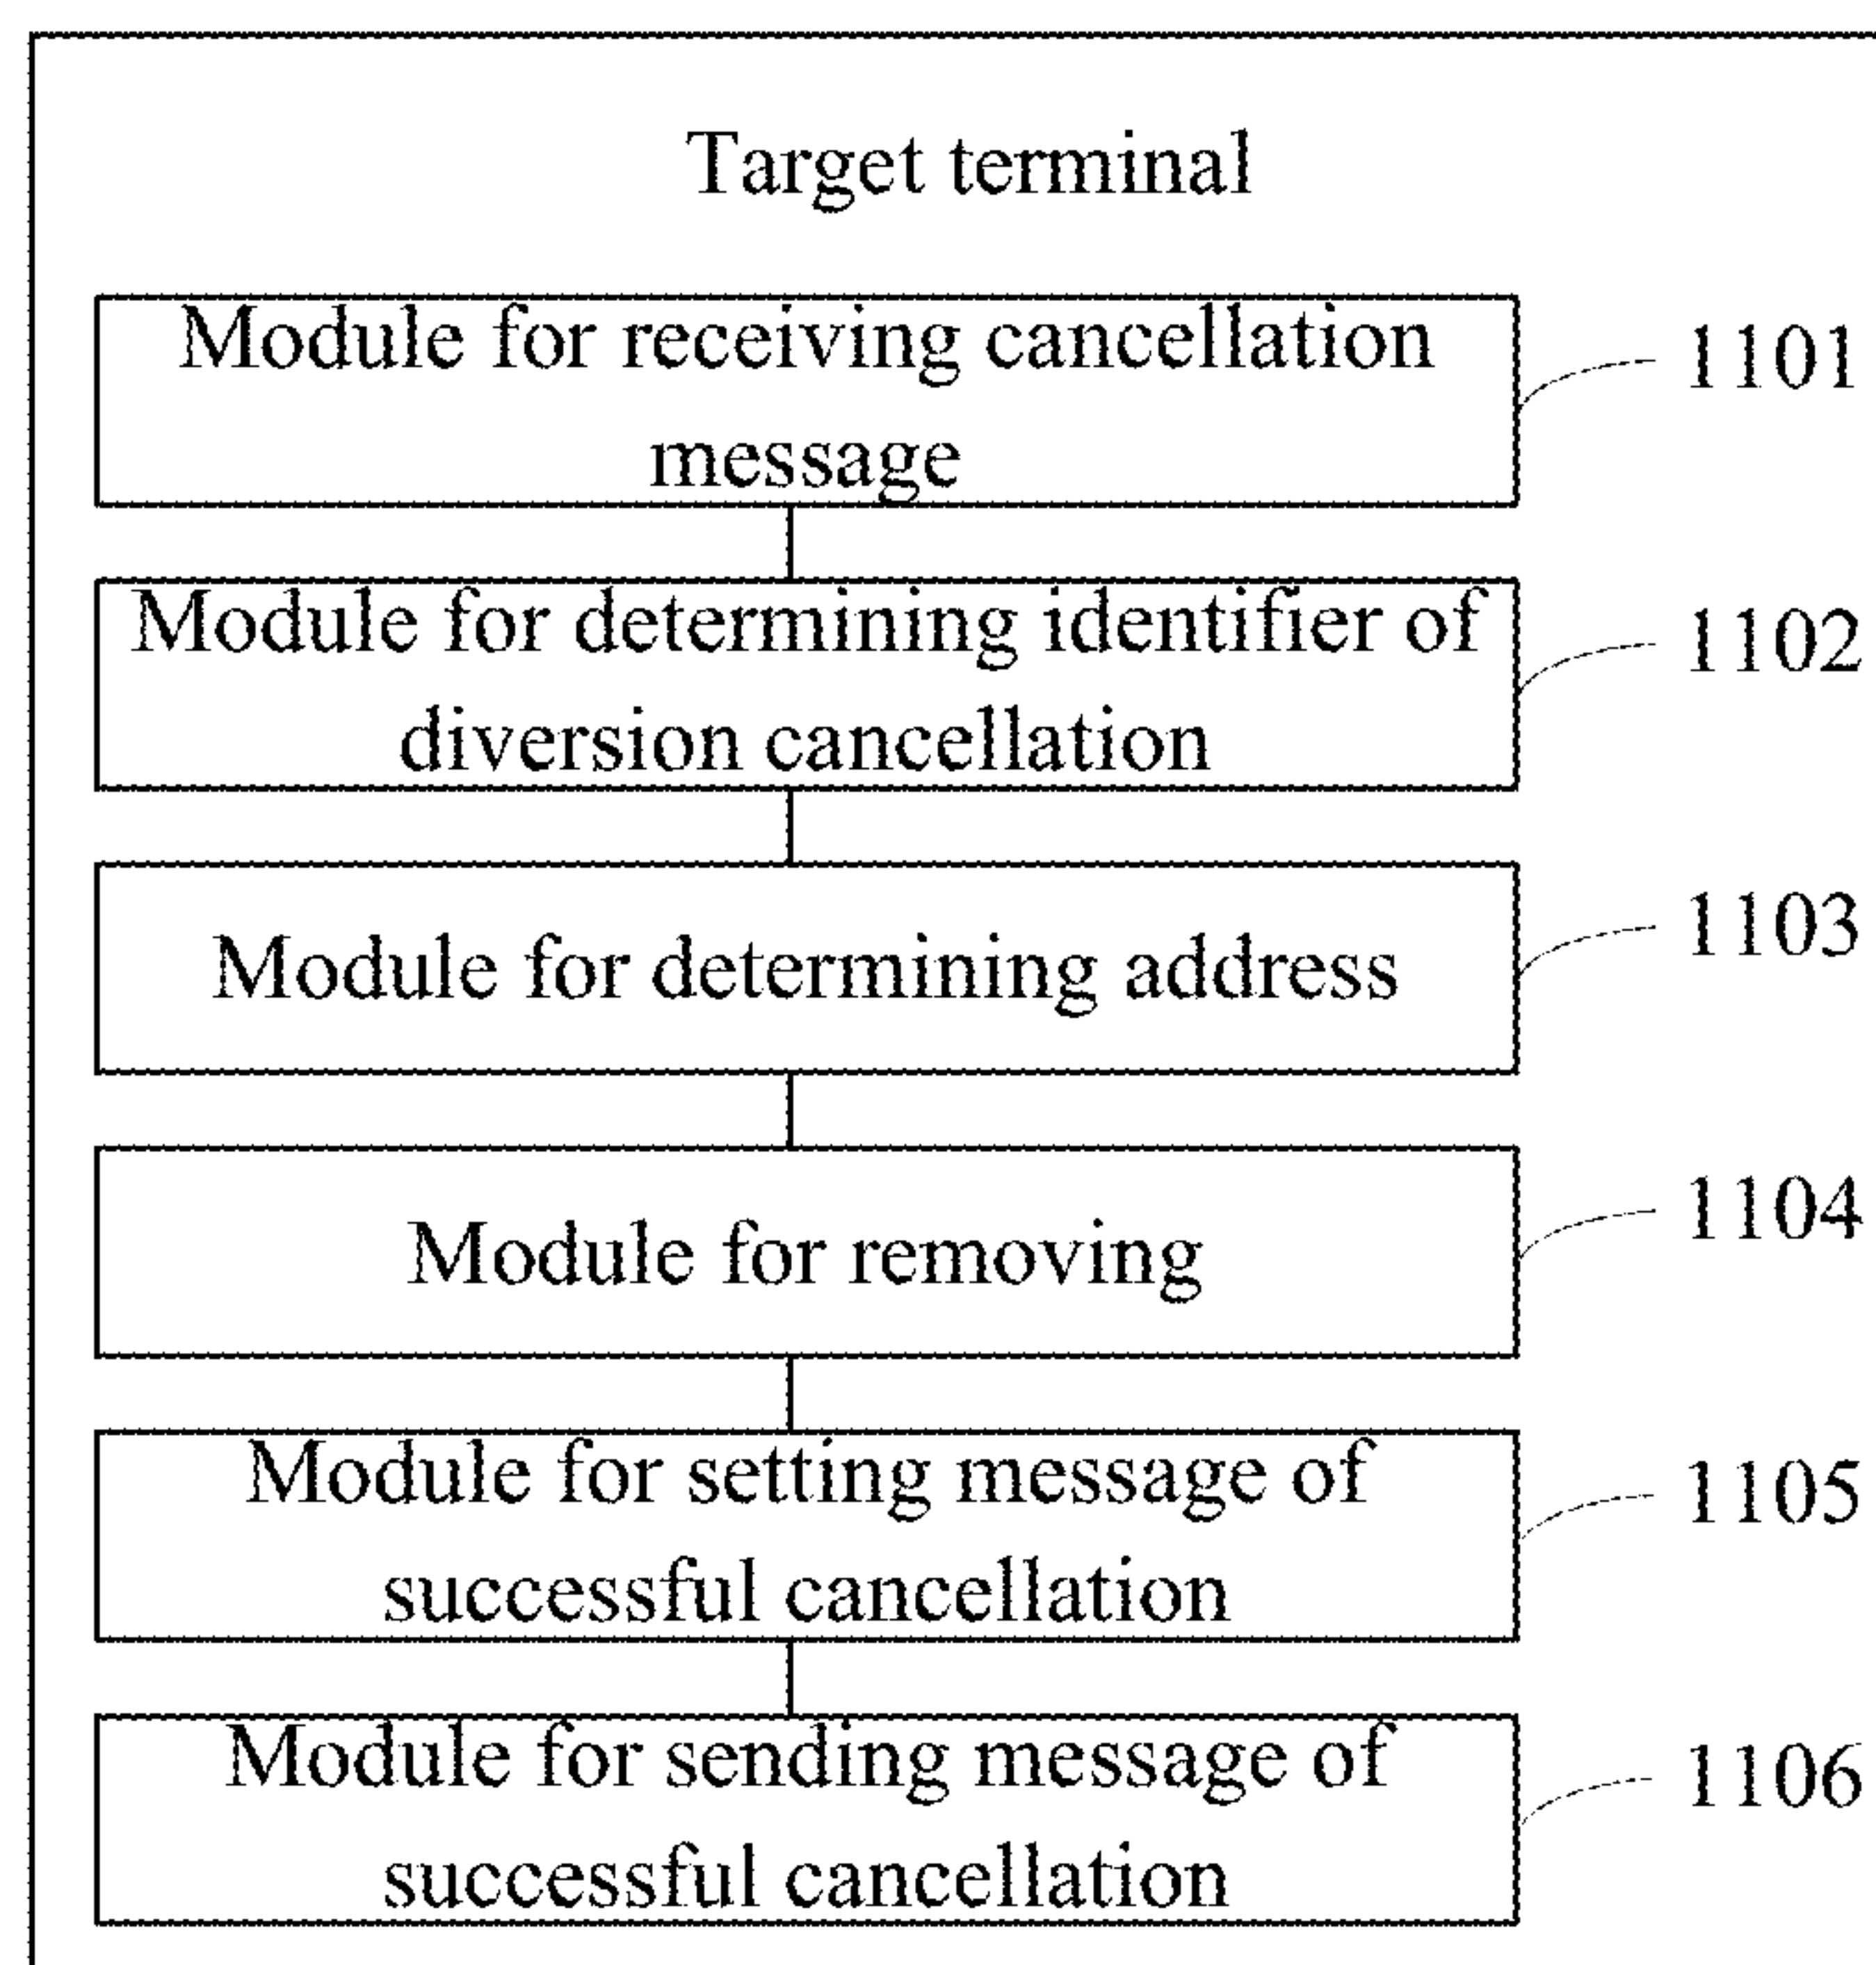 Target terminal
Module for receiving cancellation
message
1101
Module for determining identifier of
diversion cancellation
1102
Module for determining address
1103
Module for removing
1104
Module for setting message of
successful cancellation
1105
Module for sending message of
successful cancellation
1106